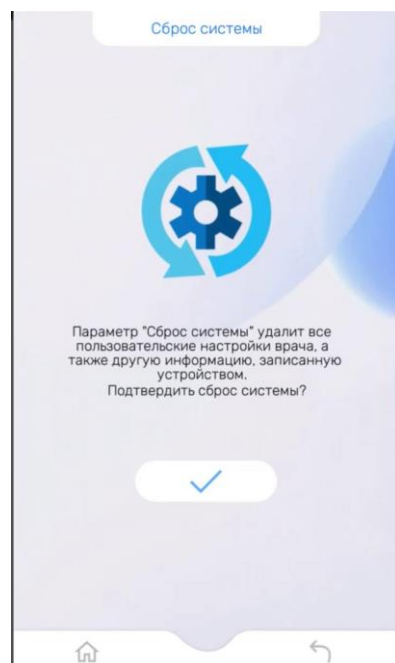 Сброс системы
Параметр "Сброс системы" удалит все
пользовательские настройки врача, а
также другую информацию, записанную
устройством.
Подтвердить сброс системы?